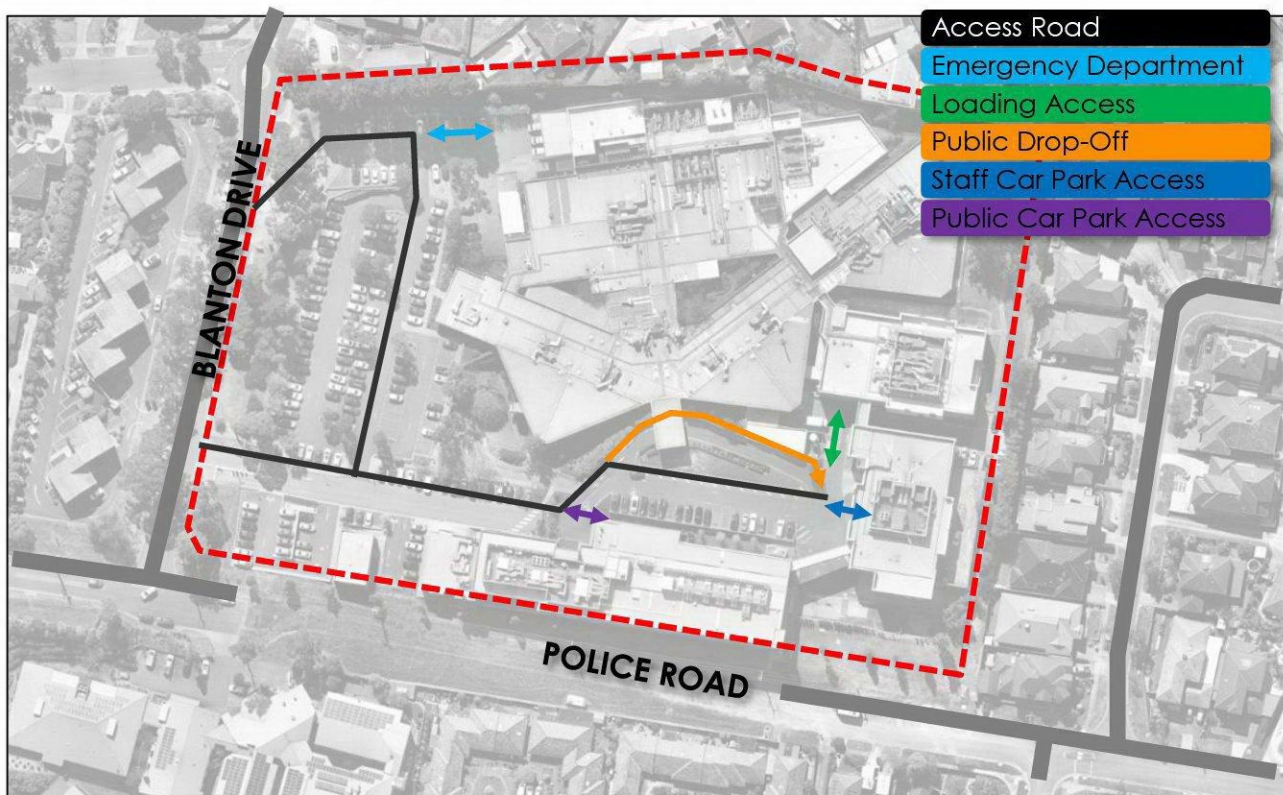 Access Road
Emergency Department
Loading Access
Public Drop-Off
Staff Car Park Access
Public Car Park Access
BLANTON DRIVE
POLICE ROAD